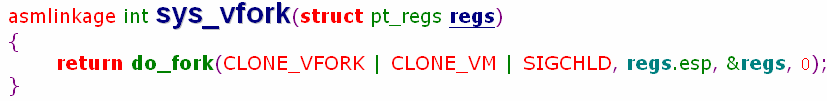 asmlinkage int sys_vfork(struct pt_regs regs)
{
return do_fork(CLONE_VFORK | CLONE_VM | SIGCHLD, regs.esp, &regs, 0);
}